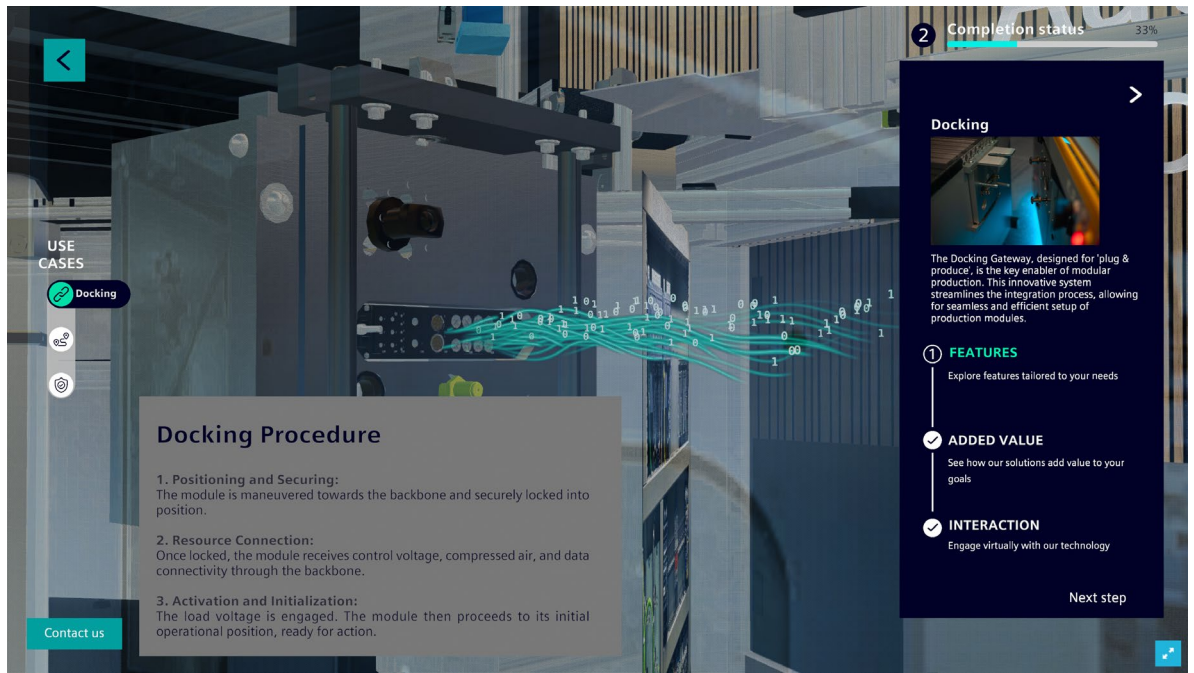 2
Completion status
33%
Docking
The Docking Gateway, designed for 'plug &
produce', is the key enabler of modular
production. This innovative system
streamlines the integration process, allowing
for seamless and efficient setup of
production modules.
1 FEATURES
Explore features tailored to your needs
ADDED VALUE
See how our solutions add value to your
goals
INTERACTION
Engage virtually with our technology
Next step
USE
CASES
Docking
Docking Procedure
1. Positioning and Securing:
The module is maneuvered towards the backbone and securely locked into
position.
2. Resource Connection:
Once locked, the module receives control voltage, compressed air, and data
connectivity through the backbone.
3. Activation and Initialization:
The load voltage is engaged. The module then proceeds to its initial
operational position, ready for action.
Contact us